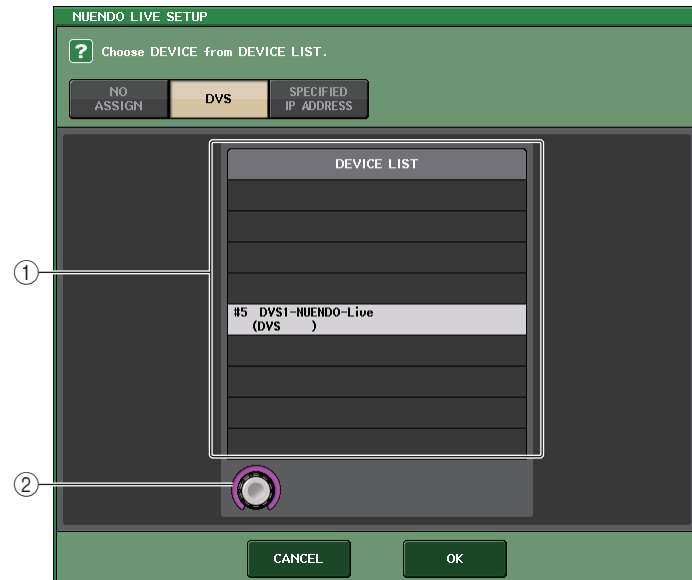 NUENDO LIVE SETUP
? Choose DEVICE from DEVICE LIST.
NO
ASSIGN
DVS
SPECIFIED
IP ADDRESS
DEVICE LIST
①
#5 DVS1-NUENDO-Live
(DVS )
②
CANCEL
OK